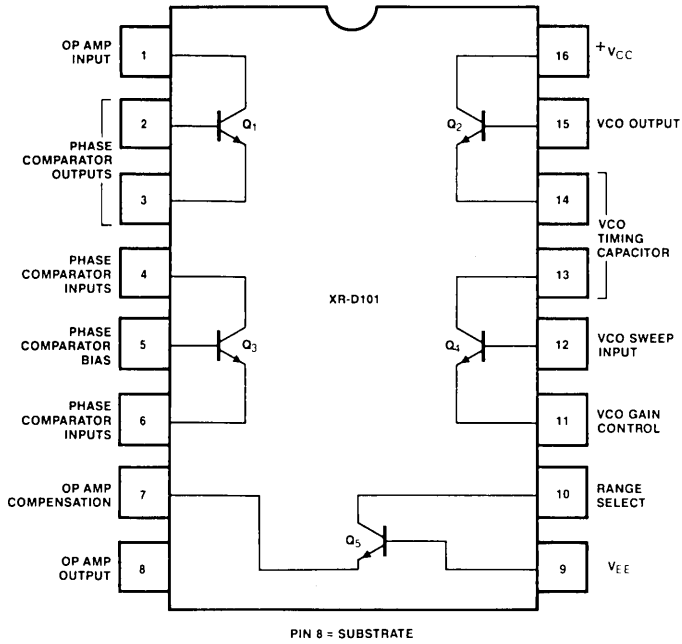 OP AMP
INPUT
1
2
PHASE
COMPARATOR
OUTPUTS
3
PHASE
COMPARATOR
INPUTS
4
PHASE
COMPARATOR
BIAS
5
PHASE
COMPARATOR
INPUTS
6
OP AMP
COMPENSATION
7
OP AMP
OUTPUT
8
Q1
Q2
XR-D101
Q3
Q4
Q5
16
+VCC
15
VCO OUTPUT
14
VCO
TIMING
CAPACITOR
13
12
VCO SWEEP
INPUT
11
VCO GAIN
CONTROL
10
RANGE
SELECT
9
VEE
PIN 8 = SUBSTRATE